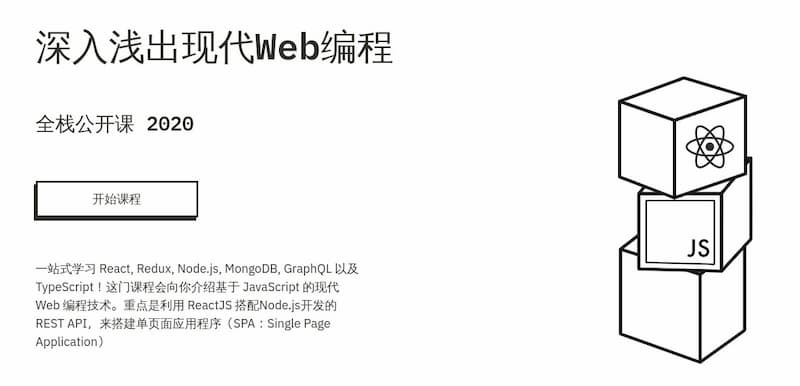 深入浅出现代Web编程
全栈公开课 2020
开始课程
一站式学习 React, Redux, Node.js, MongoDB, GraphQL 以及
TypeScript！这门课程会向你介绍基于 JavaScript 的现代
Web 编程技术。重点是利用 ReactJS 搭配Node.js开发的
REST API，来搭建单页面应用程序（SPA：Single Page
Application）
JS